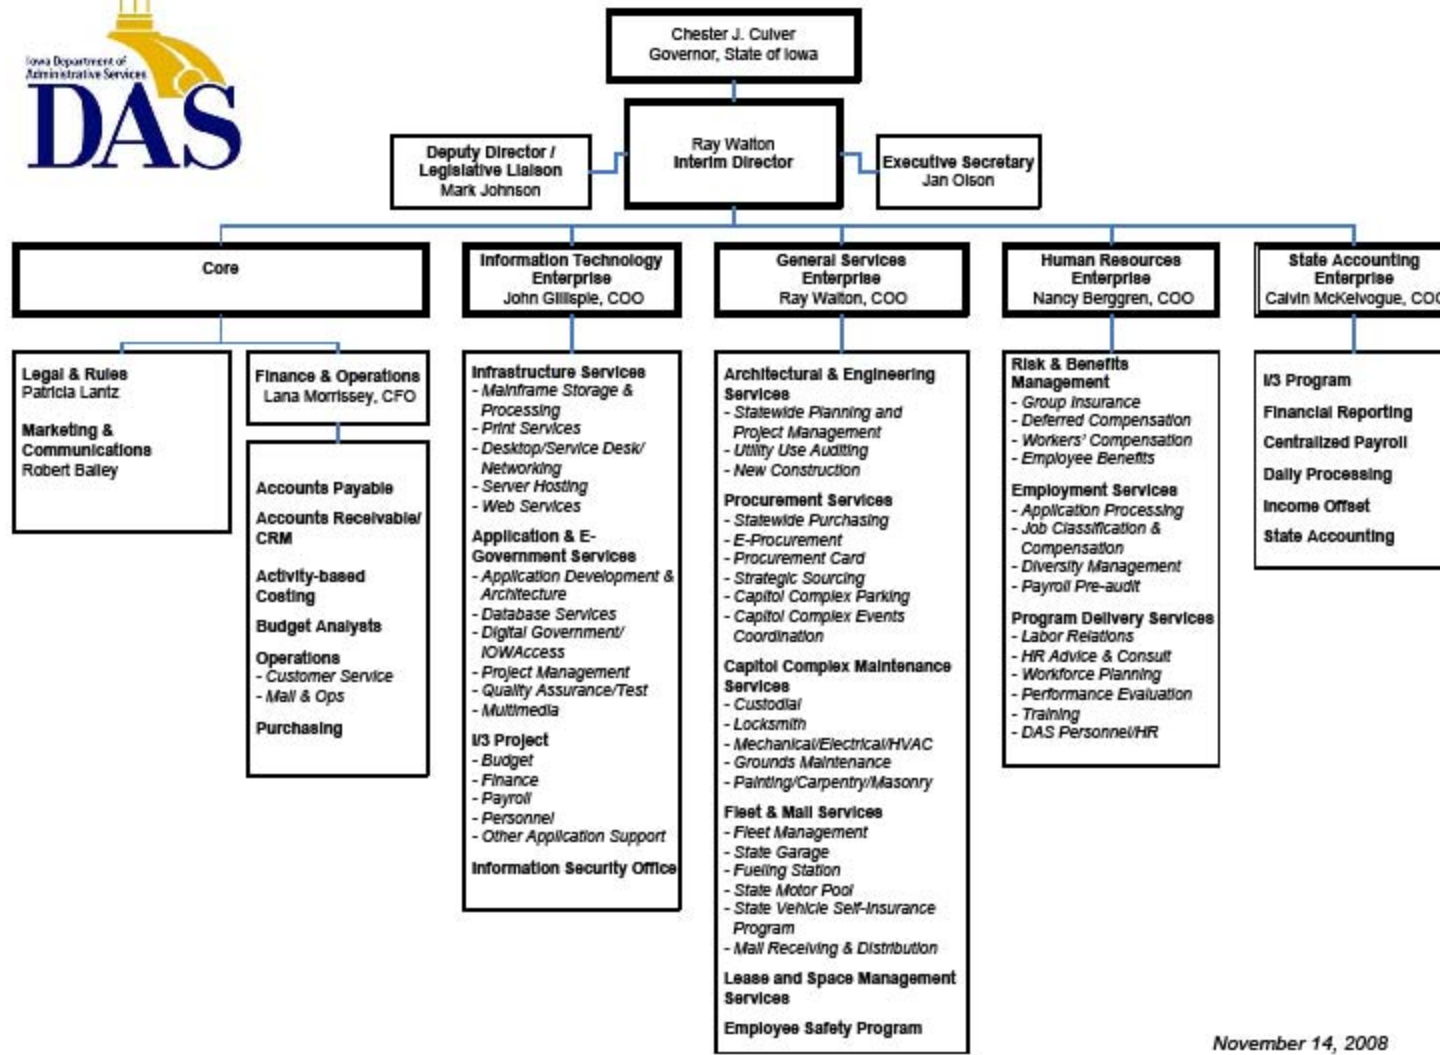 Iowa Department of
Administrative Services
DAS
Chester J. Culver
Governor, State of Iowa
Ray Walton
Interim Director
Deputy Director /
Legislative Liaison
Mark Johnson
Executive Secretary
Jan Olson
Core
Information Technology
Enterprise
John Gillispie, COO
General Services
Enterprise
Ray Walton, COO
Human Resources
Enterprise
Nancy Berggren, COO
State Accounting
Enterprise
Calvin McKelvogue, COO
Legal & Rules
Patricia Lantz
Marketing &
Communications
Robert Bailey
Finance & Operations
Lana Morrissey, CFO
Accounts Payable
Accounts Receivable/
CRM
Activity-based
Costing
Budget Analysts
Operations
- Customer Service
- Mail & Ops
Purchasing
Infrastructure Services
- Mainframe Storage &
Processing
- Print Services
- Desktop/Service Desk/
Networking
- Server Hosting
- Web Services
Application & E-
Government Services
- Application Development &
Architecture
- Database Services
- Digital Government/
IOWAccess
- Project Management
- Quality Assurance/Test
- Multimedia
I/3 Project
- Budget
- Finance
- Payroll
- Personnel
- Other Application Support
Information Security Office
Architectural & Engineering
Services
- Statewide Planning and
Project Management
- Utility Use Auditing
- New Construction
Procurement Services
- Statewide Purchasing
- E-Procurement
- Procurement Card
- Strategic Sourcing
- Capitol Complex Parking
- Capitol Complex Events
Coordination
Capitol Complex Maintenance
Services
- Custodial
- Locksmith
- Mechanical/Electrical/HVAC
- Grounds Maintenance
- Painting/Carpentry/Masonry
Fleet & Mail Services
- Fleet Management
- State Garage
- Fueling Station
- State Motor Pool
- State Vehicle Self-Insurance
Program
- Mail Receiving & Distribution
Lease and Space Management
Services
Employee Safety Program
Risk & Benefits
Management
- Group Insurance
- Deferred Compensation
- Workers' Compensation
- Employee Benefits
Employment Services
- Application Processing
- Job Classification &
Compensation
- Diversity Management
- Payroll Pre-audit
Program Delivery Services
- Labor Relations
- HR Advice & Consult
- Workforce Planning
- Performance Evaluation
- Training
- DAS Personnel/HR
I/3 Program
Financial Reporting
Centralized Payroll
Daily Processing
Income Offset
State Accounting
November 14, 2008